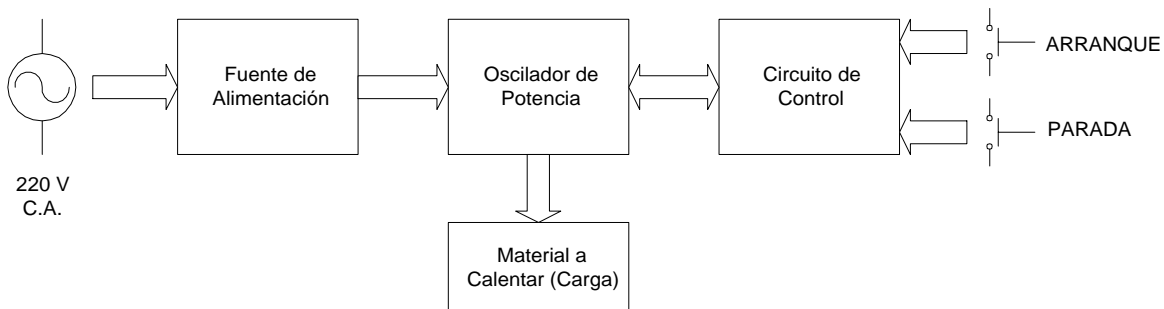 Fuente de
Alimentación
Oscilador de
Potencia
Circuito de
Control
ARRANQUE
PARADA
220 V
C.A.
Material a
Calentar (Carga)